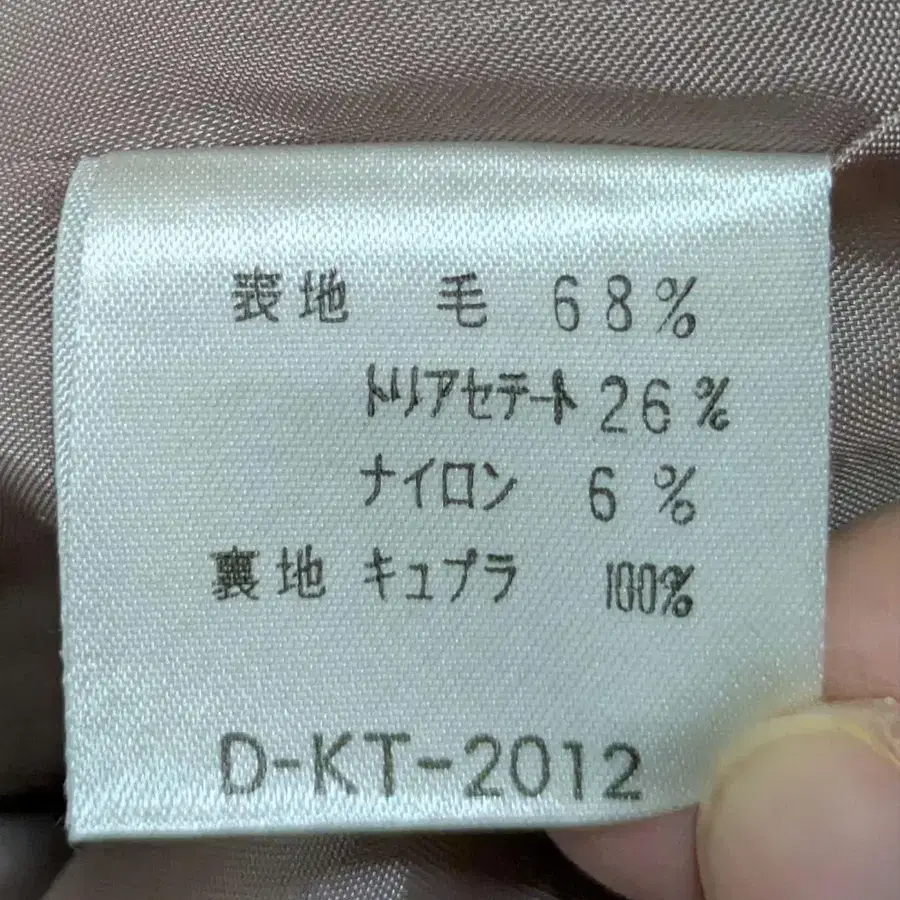 表地 毛 68%
トリアセテート 26%
ナイロン 6%
裏地 キュプラ 100%
D-KT-2012